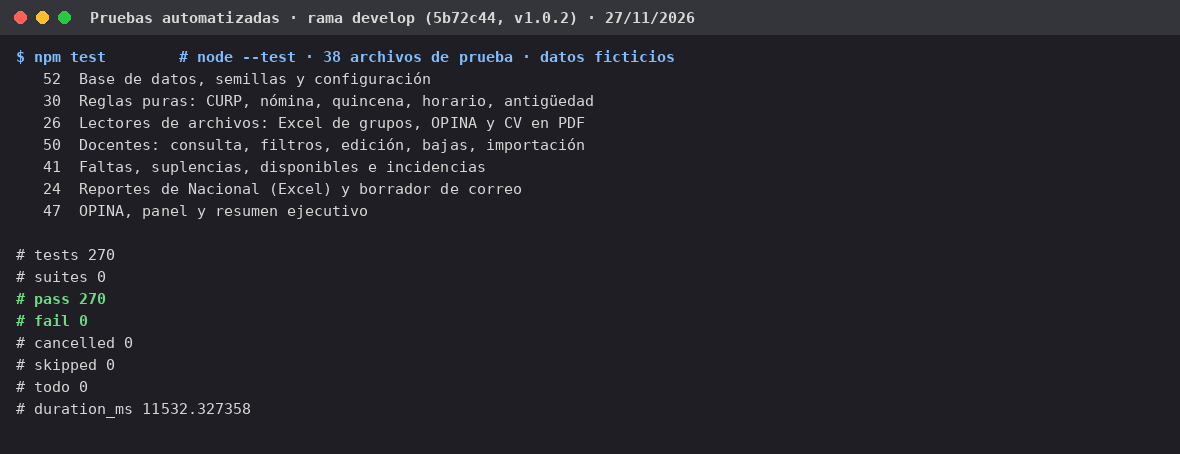 Pruebas automatizadas · rama develop (5b72c44, v1.0.2) · 27/11/2026
$ npm test        # node --test · 38 archivos de prueba · datos ficticios
52  Base de datos, semillas y configuración
30  Reglas puras: CURP, nómina, quincena, horario, antigüedad
26  Lectores de archivos: Excel de grupos, OPINA y CV en PDF
50  Docentes: consulta, filtros, edición, bajas, importación
41  Faltas, suplencias, disponibles e incidencias
24  Reportes de Nacional (Excel) y borrador de correo
47  OPINA, panel y resumen ejecutivo
# tests 270
# suites 0
# pass 270
# fail 0
# cancelled 0
# skipped 0
# todo 0
# duration_ms 11532.327358